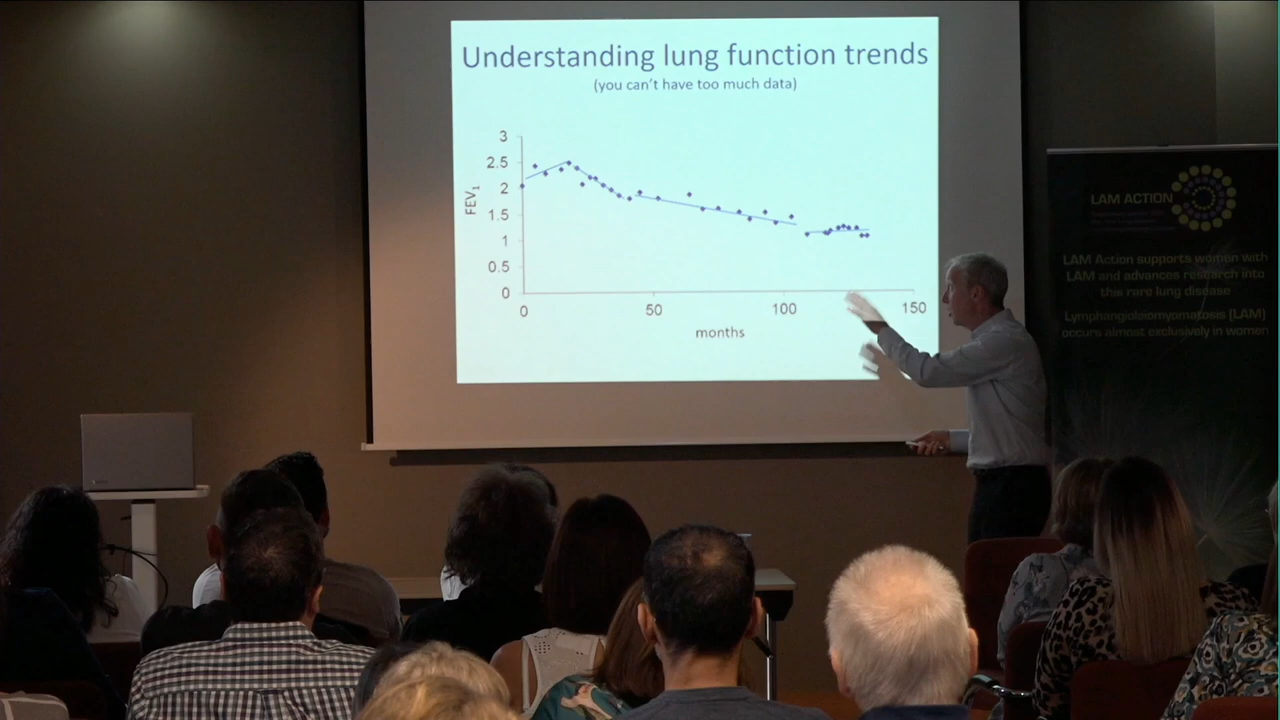 Understanding lung function trends
(you can't have too much data)
3
2.5
2
1.5
1
0.5
0
FEV1
0 50 100 150
months
LAM ACTION
LAM Action supports women with
LAM and advances research into
this rare lung disease
Lymphangioleiomyomatosis (LAM)
occurs almost exclusively in women